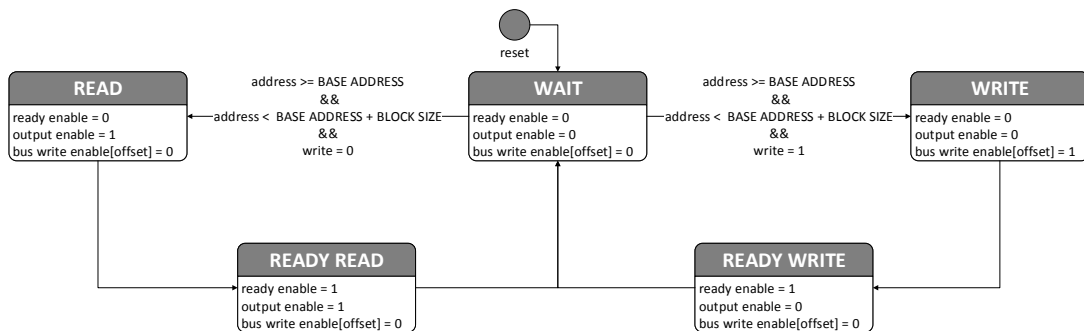 reset
READ
ready enable = 0
output enable = 1
bus write enable[offset] = 0
address >= BASE ADDRESS
&&
address < BASE ADDRESS + BLOCK SIZE
&&
write = 0
WAIT
ready enable = 0
output enable = 0
bus write enable[offset] = 0
address >= BASE ADDRESS
&&
address < BASE ADDRESS + BLOCK SIZE
&&
write = 1
WRITE
ready enable = 0
output enable = 0
bus write enable[offset] = 1
READY READ
ready enable = 1
output enable = 1
bus write enable[offset] = 0
READY WRITE
ready enable = 1
output enable = 0
bus write enable[offset] = 0